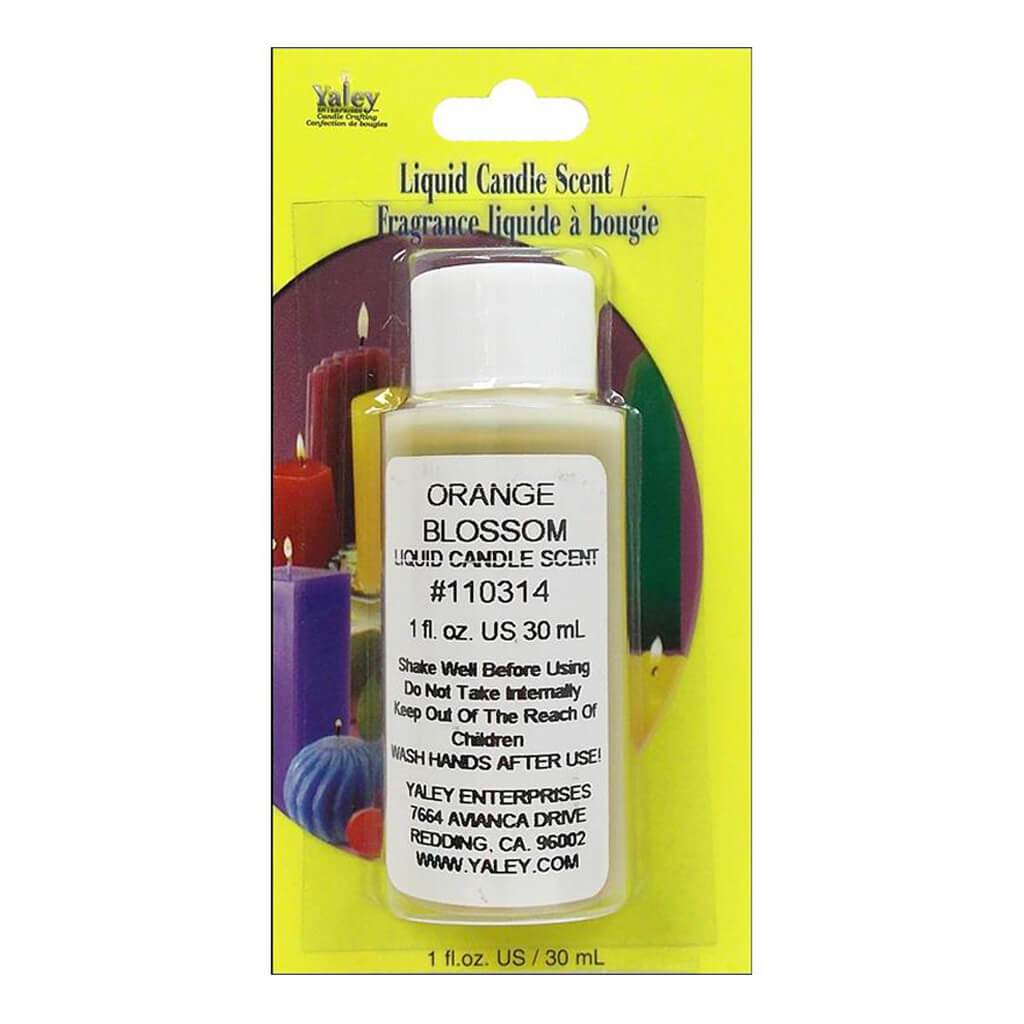 Yaley
ENTERPRISES
Candle Crafting
Confection de bougies
Liquid Candle Scent /
Fragrance liquide à bougie
ORANGE
BLOSSOM
LIQUID CANDLE SCENT
#110314
1 fl. oz. US 30 mL
Shake Well Before Using
Do Not Take Internally
Keep Out Of The Reach Of
Children
WASH HANDS AFTER USE!
YALEY ENTERPRISES
7664 AVIANCA DRIVE
REDDING, CA. 96002
WWW.YALEY.COM
1 fl.oz. US / 30 mL